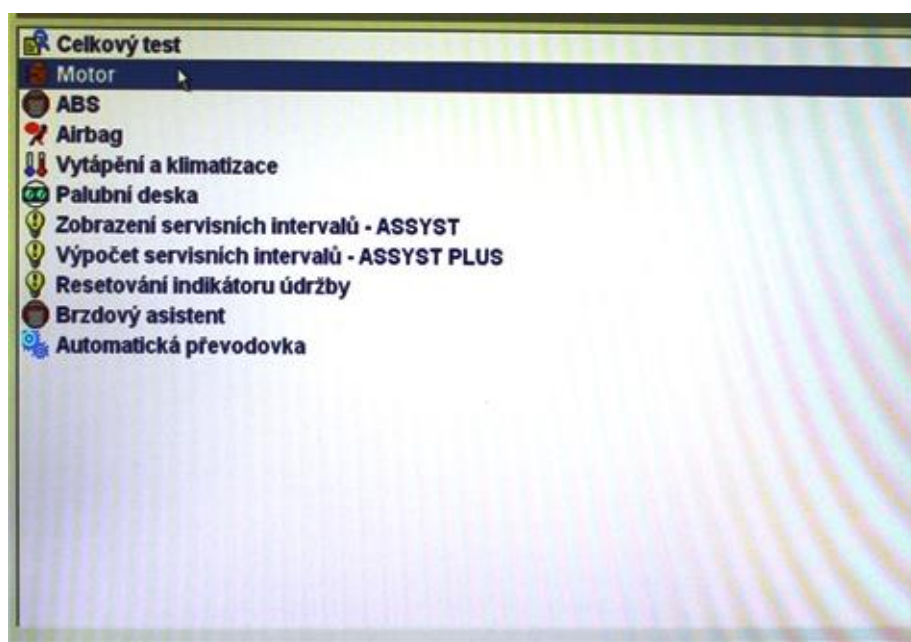 Celkový test
Motor
ABS
Airbag
Vytápění a klimatizace
Palubní deska
Zobrazení servisních intervalů - ASSYST
Výpočet servisních intervalů - ASSYST PLUS
Resetování indikátoru údržby
Brzdový asistent
Automatická převodovka